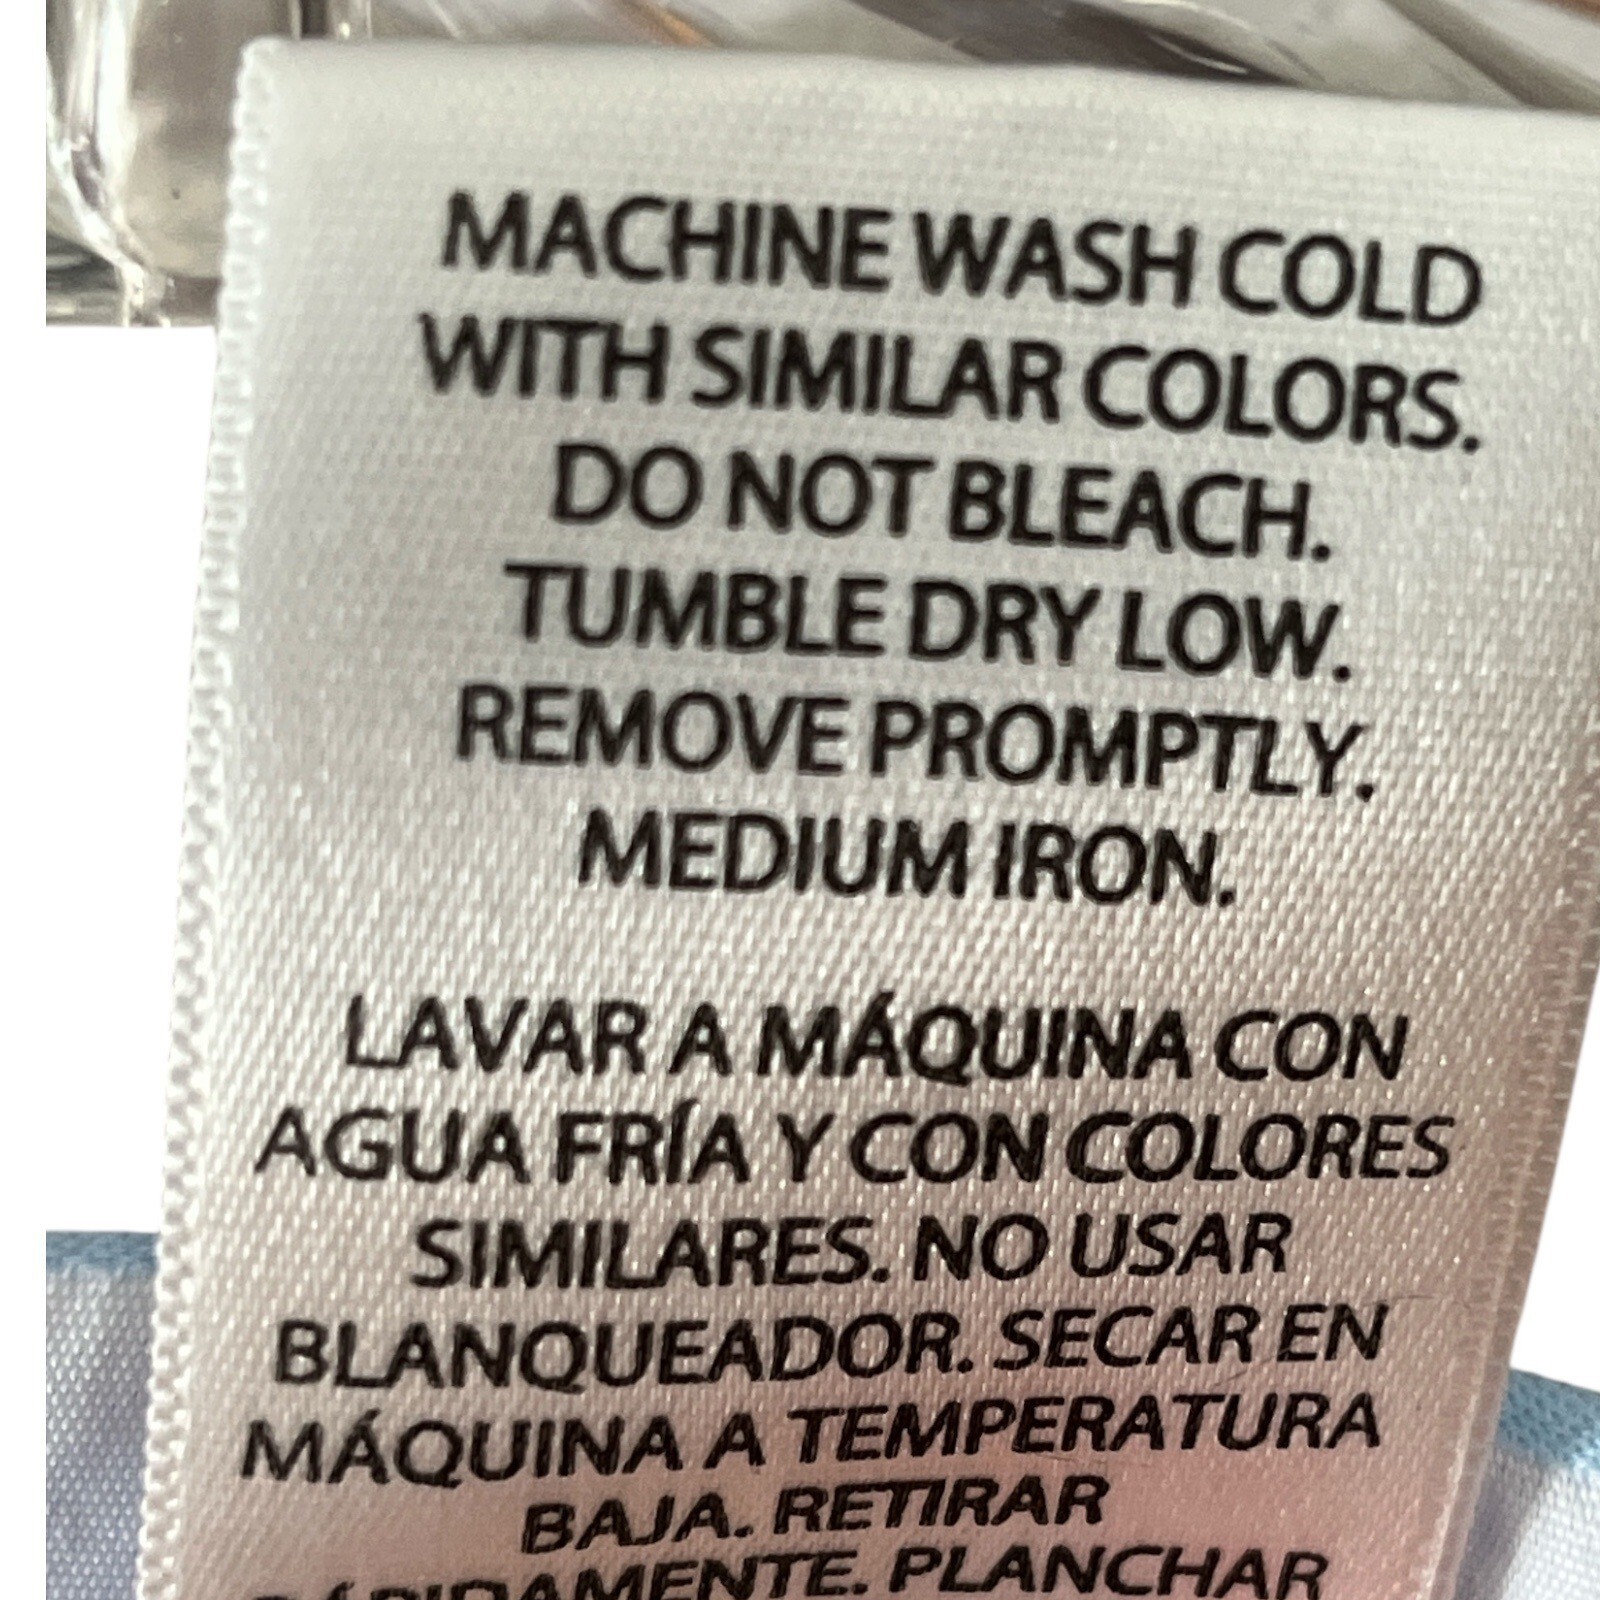 MACHINE WASH COLD
WITH SIMILAR COLORS.
DO NOT BLEACH.
TUMBLE DRY LOW.
REMOVE PROMPTLY.
MEDIUM IRON.
LAVAR A MÁQUINA CON
AGUA FRÍA Y CON COLORES
SIMILARES. NO USAR
BLANQUEADOR. SECAR EN
MÁQUINA A TEMPERATURA
BAJA. RETIRAR
RÁPIDAMENTE. PLANCHAR